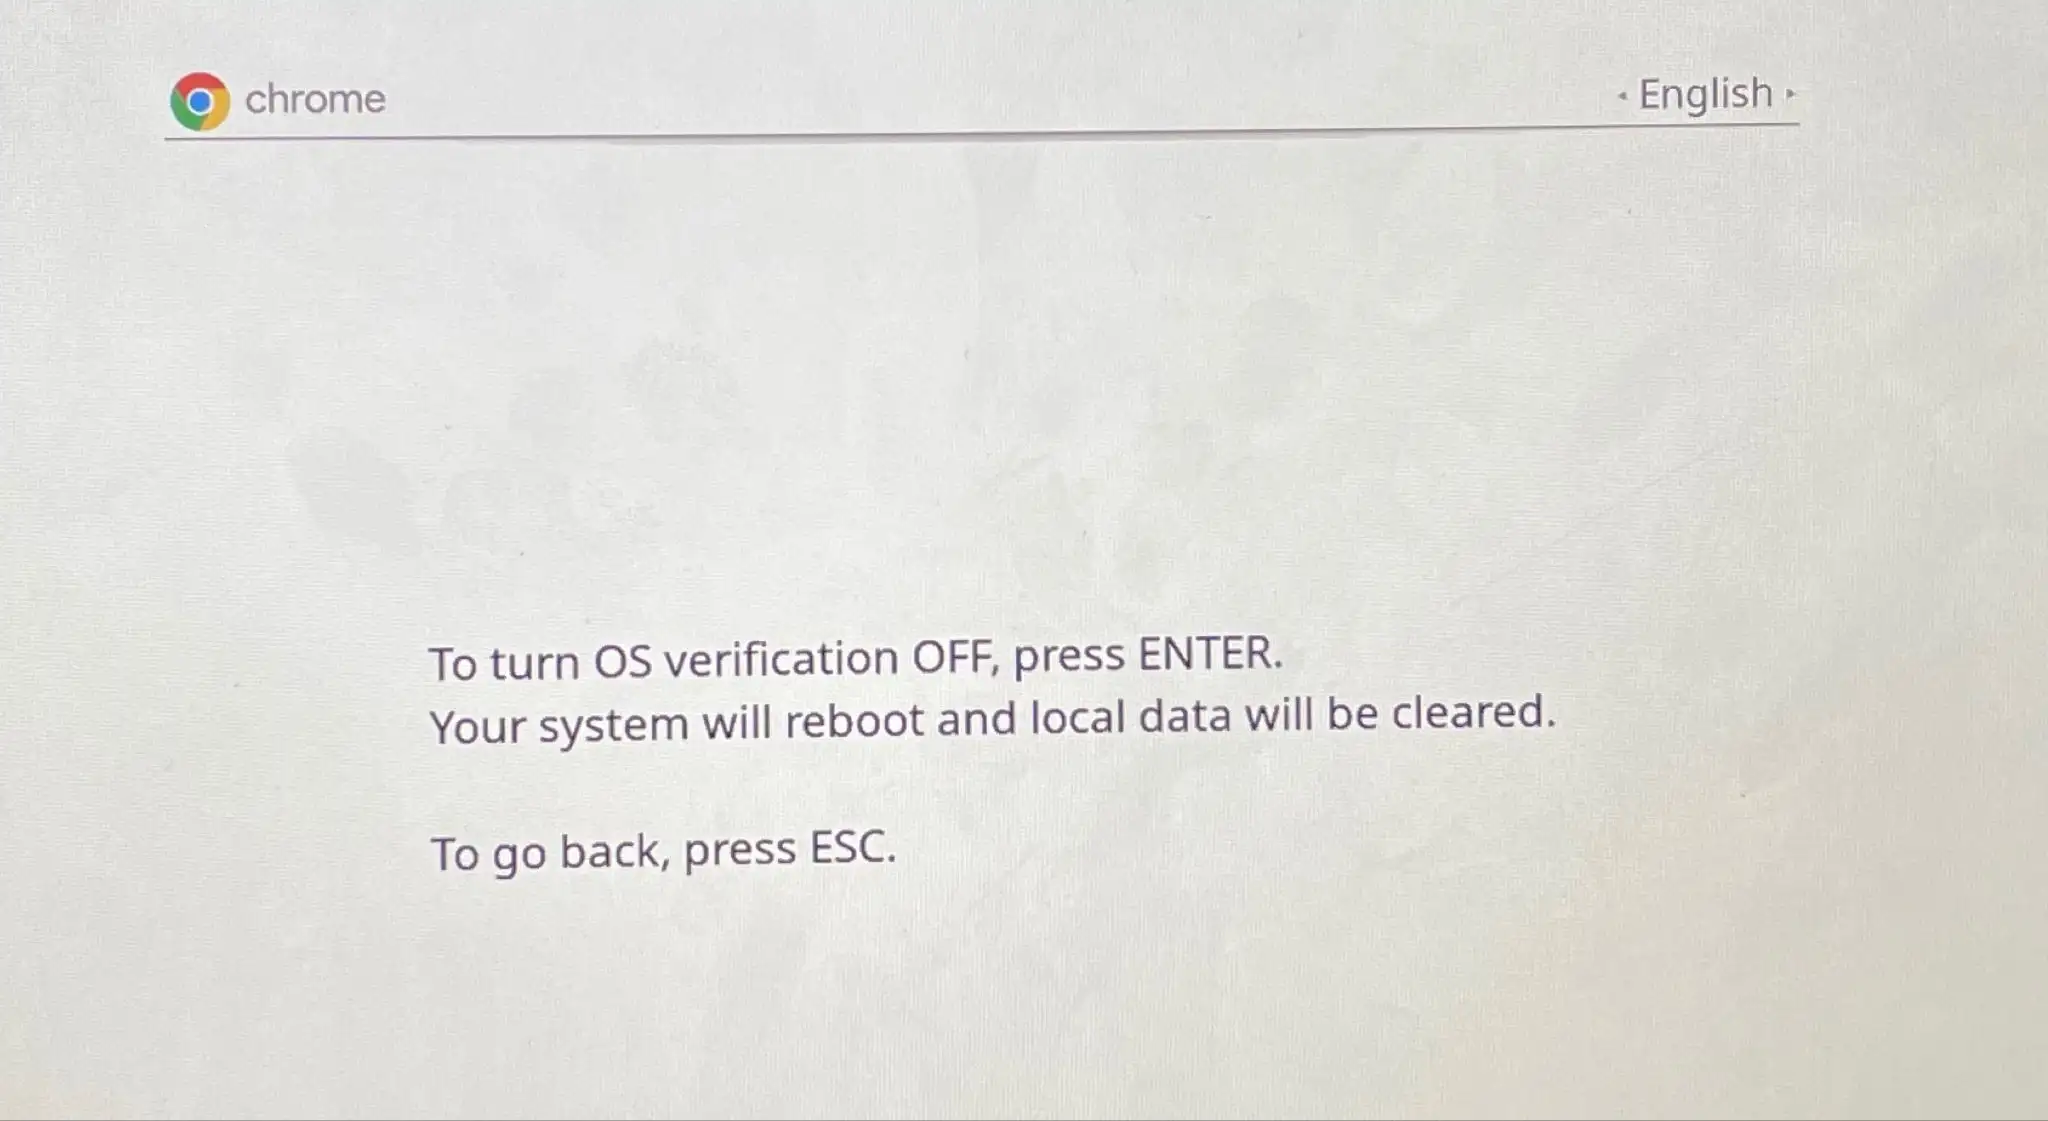 chrome
English
To turn OS verification OFF, press ENTER.
Your system will reboot and local data will be cleared.
To go back, press ESC.